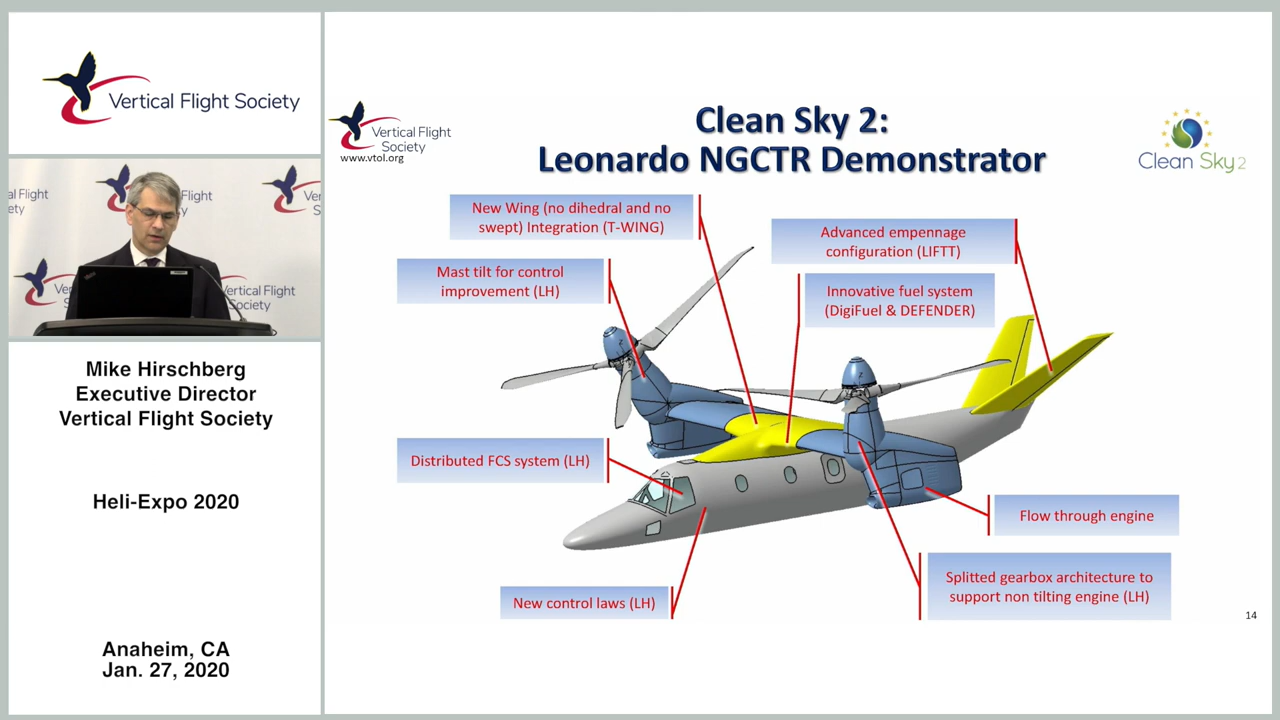 Vertical Flight Society
Mike Hirschberg
Executive Director
Vertical Flight Society
Heli-Expo 2020
Anaheim, CA
Jan. 27, 2020
Vertical Flight
Society
www.vtol.org
Clean Sky 2:
Leonardo NGCTR Demonstrator
Clean Sky 2
New Wing (no dihedral and no
swept) Integration (T-WING)
Advanced empennage
configuration (LIFTT)
Mast tilt for control
improvement (LH)
Innovative fuel system
(DigiFuel & DEFENDER)
Distributed FCS system (LH)
Flow through engine
Splitted gearbox architecture to
support non tilting engine (LH)
New control laws (LH)
14